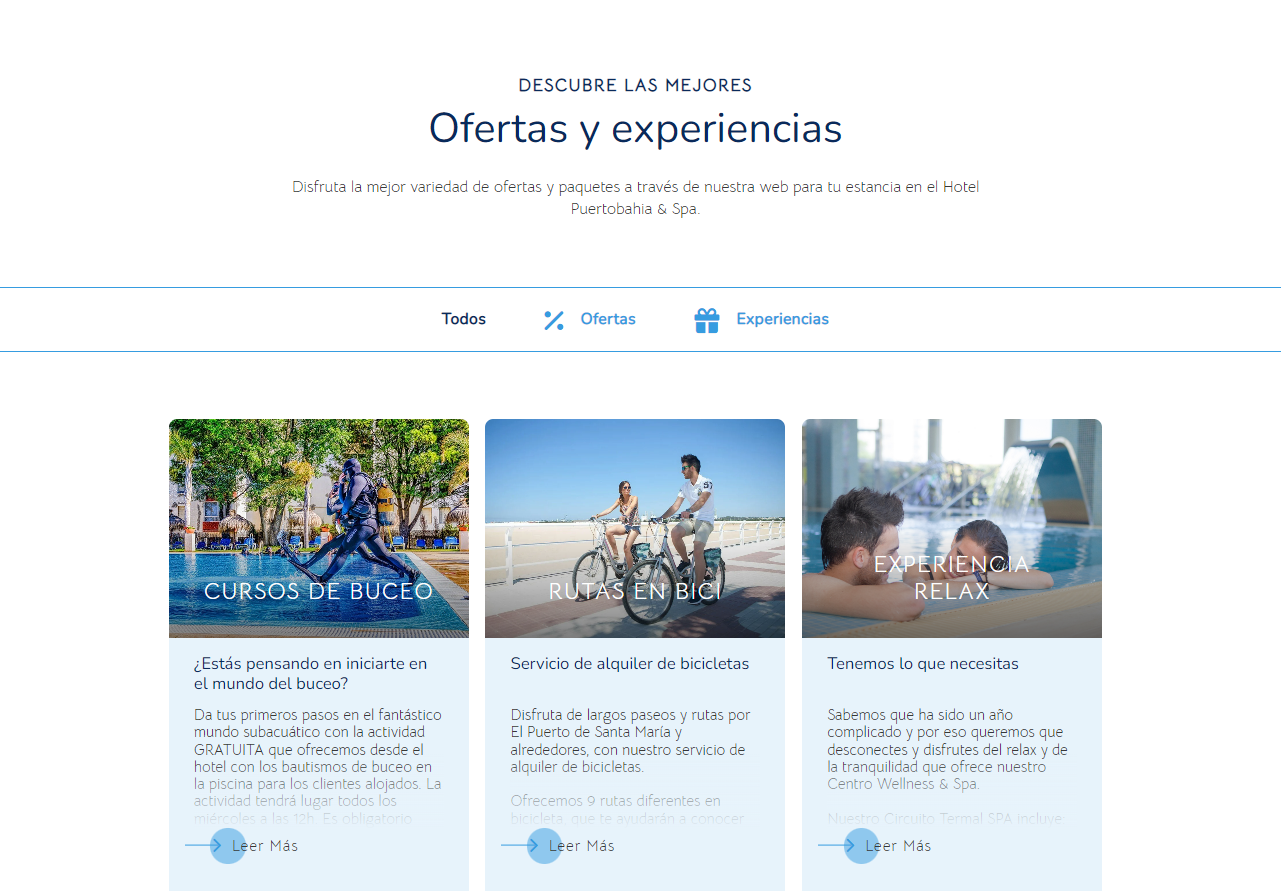 DESCUBRE LAS MEJORES
Ofertas y experiencias
Disfruta la mejor variedad de ofertas y paquetes a través de nuestra web para tu estancia en el Hotel
Puertobahia & Spa.
Todos
Ofertas
Experiencias
CURSOS DE BUCEO
¿Estás pensando en iniciarte en
el mundo del buceo?
Da tus primeros pasos en el fantástico
mundo subacuático con la actividad
GRATUITA que ofrecemos desde el
hotel con los bautismos de buceo en
la piscina para los clientes alojados. La
actividad tendrá lugar todos los
miércoles a las 12h. Es obligatorio
Leer Más
RUTAS EN BICI
Servicio de alquiler de bicicletas
Disfruta de largos paseos y rutas por
El Puerto de Santa María y
alrededores, con nuestro servicio de
alquiler de bicicletas.
Ofrecemos 9 rutas diferentes en
bicicleta, que te ayudarán a conocer
Leer Más
EXPERIENCIA
RELAX
Tenemos lo que necesitas
Sabemos que ha sido un año
complicado y por eso queremos que
desconectes y disfrutes del relax y de
la tranquilidad que ofrece nuestro
Centro Wellness & Spa.
Nuestro Circuito Termal SPA incluye
Leer Más